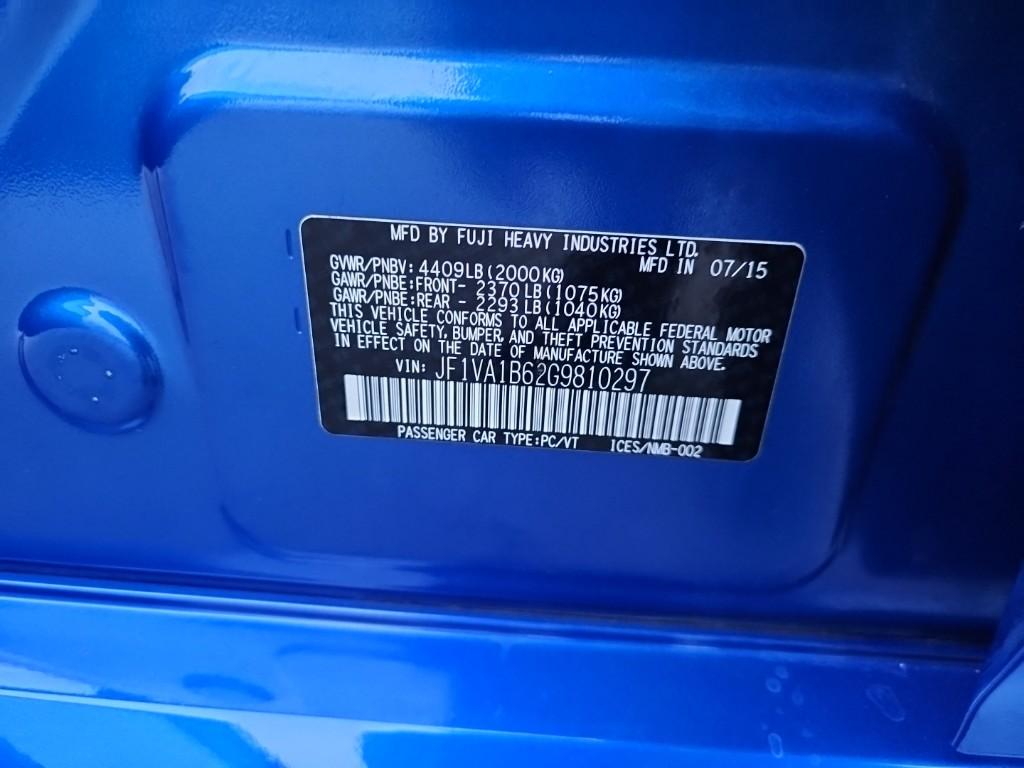 MFD BY FUJI HEAVY INDUSTRIES LTD.
GVWR/PNBV: 4409LB(2000KG) MFD IN 07/15
GAWR/PNBE:FRONT- 2370LB(1075KG)
GAWR/PNBE:REAR - 2293LB(1040KG)
THIS VEHICLE CONFORMS TO ALL APPLICABLE FEDERAL MOTOR
VEHICLE SAFETY, BUMPER, AND THEFT PREVENTION STANDARDS
IN EFFECT ON THE DATE OF MANUFACTURE SHOWN ABOVE.
VIN: JF1VA1B62G9810297
PASSENGER CAR TYPE:PC/VT ICES/NMB-002